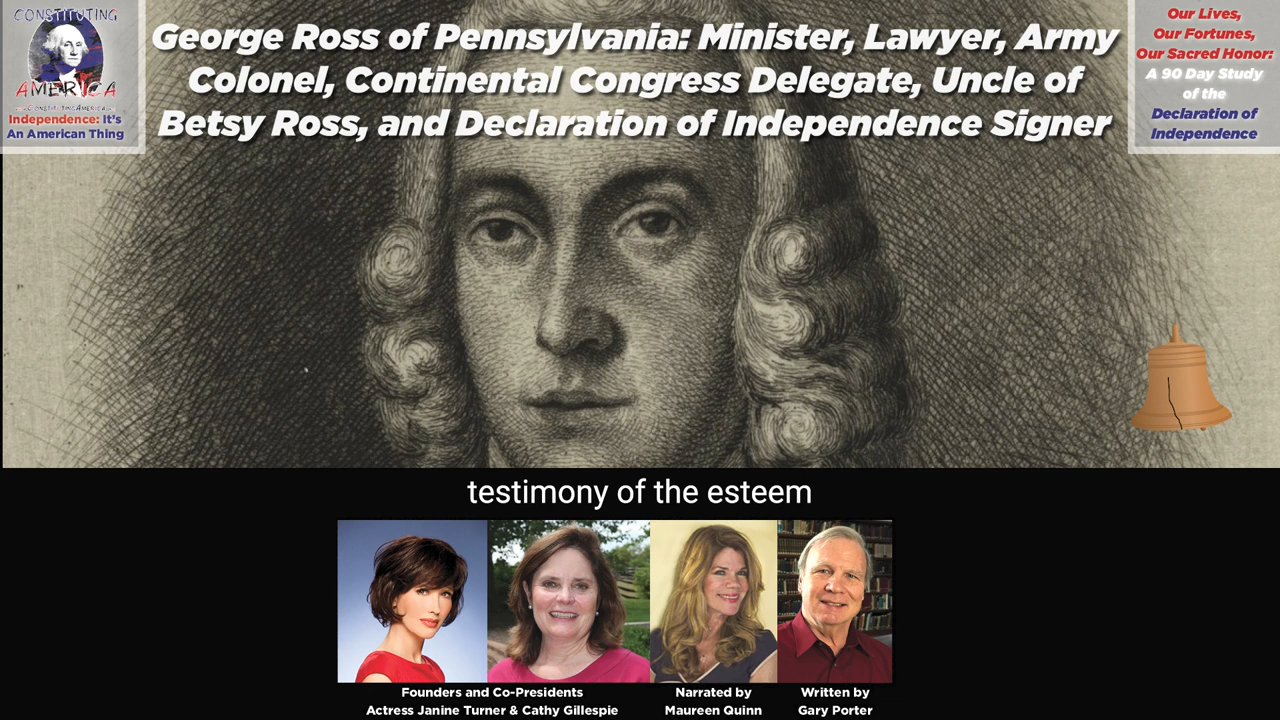 CONSTITUTING
AMERICA
ConstitutingAmerica.org
Independence: It's
An American Thing
George Ross of Pennsylvania: Minister, Lawyer, Army
Colonel, Continental Congress Delegate, Uncle of
Betsy Ross, and Declaration of Independence Signer
Our Lives,
Our Fortunes,
Our Sacred Honor:
A 90 Day Study
of the
Declaration of
Independence
testimony of the esteem
Founders and Co-Presidents
Actress Janine Turner & Cathy Gillespie
Narrated by
Maureen Quinn
Written by
Gary Porter